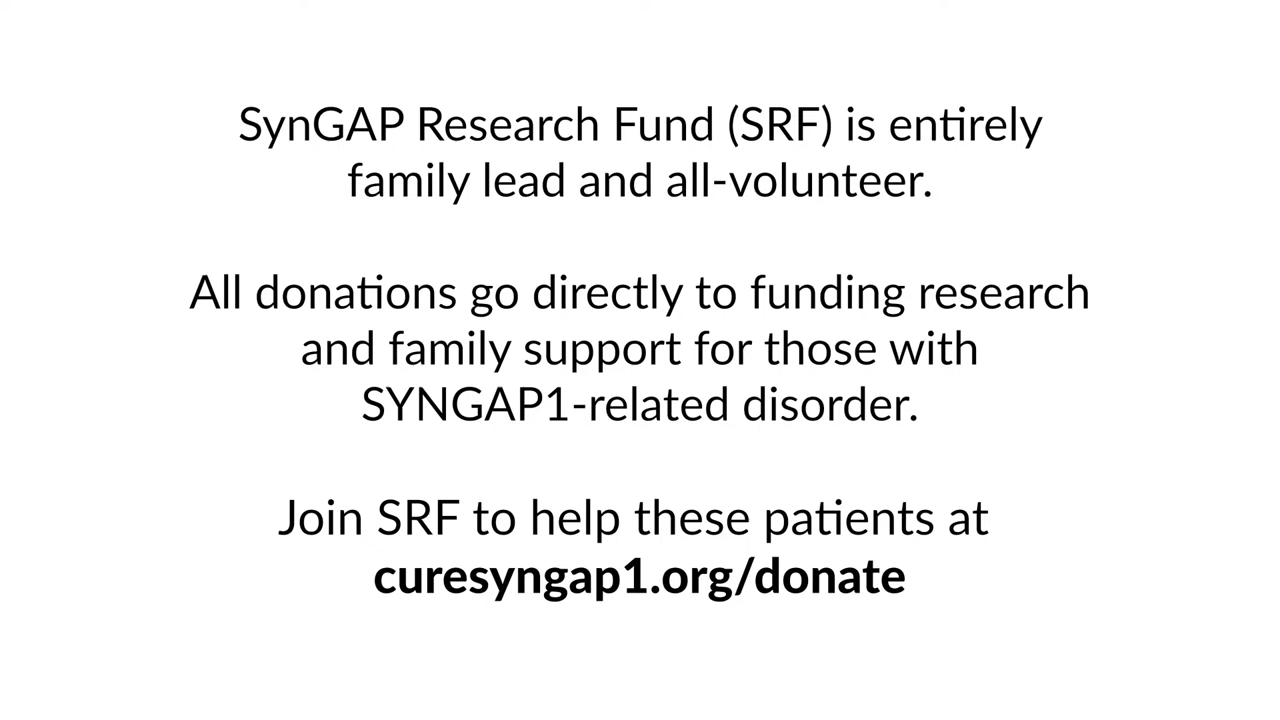 SynGAP Research Fund (SRF) is entirely
family lead and all-volunteer.
All donations go directly to funding research
and family support for those with
SYNGAP1-related disorder.
Join SRF to help these patients at
curesyngap1.org/donate